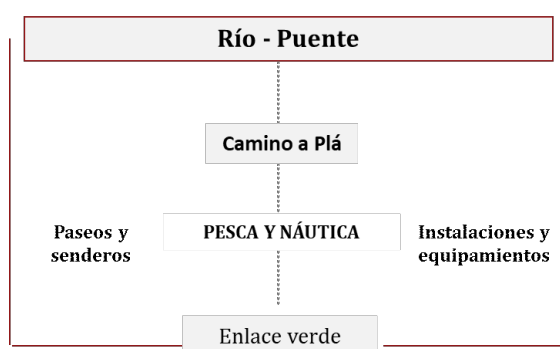 Río - Puente
Camino a Plá
Paseos y
senderos
PESCA Y NÁUTICA
Instalaciones y
equipamientos
Enlace verde